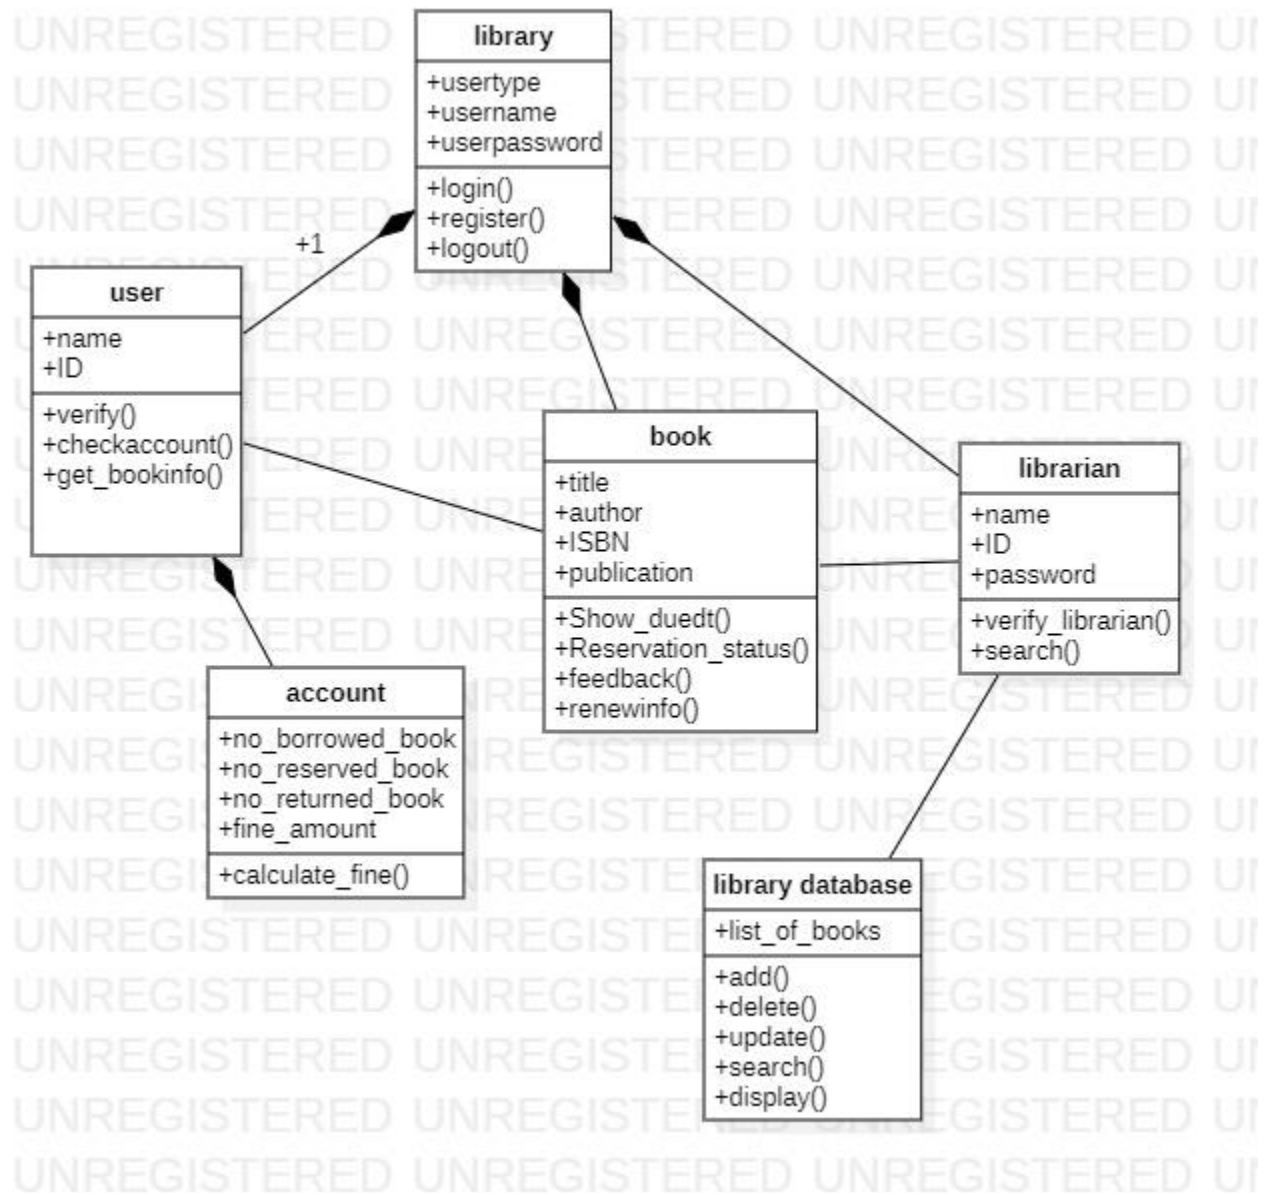 UNREGISTERED
library
+usertype
+username
+userpassword
+login()
+register()
+logout()
+1
user
+name
+ID
+verify()
+checkaccount()
+get_bookinfo()
book
+title
+author
+ISBN
+publication
+Show_duedt()
+Reservation_status()
+feedback()
+renewinfo()
librarian
+name
+ID
+password
+verify_librarian()
+search()
account
+no_borrowed_book
+no_reserved_book
+no_returned_book
+fine_amount
+calculate_fine()
library database
+list_of_books
+add()
+delete()
+update()
+search()
+display()